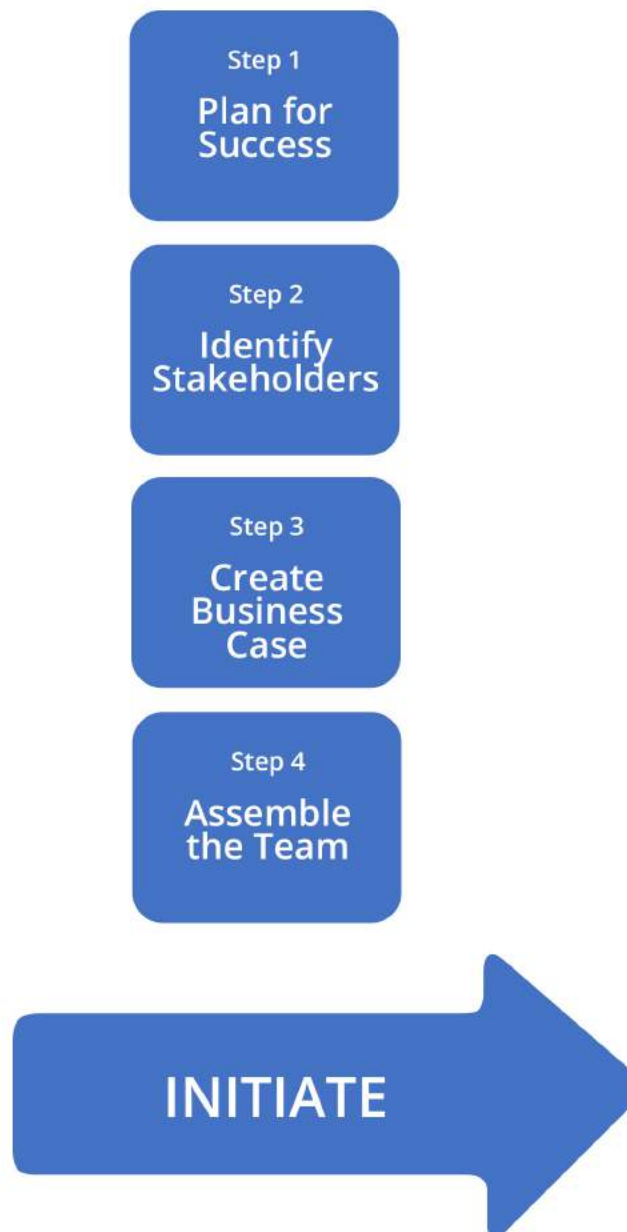 Step 1
Plan for
Success
Step 2
Identify
Stakeholders
Step 3
Create
Business
Case
Step 4
Assemble
the Team
INITIATE